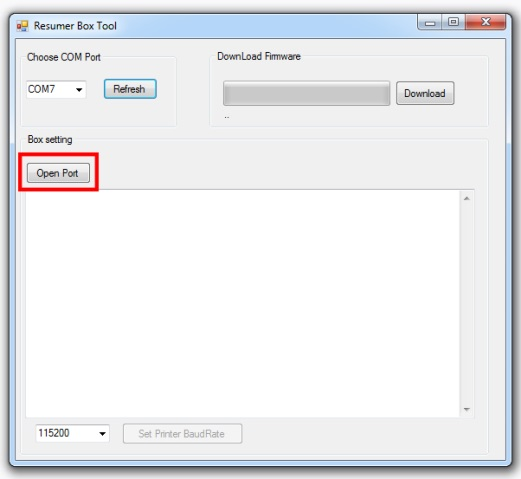 Resumer Box Tool
Choose COM Port
DownLoad Firmware
COM7
Refresh
Download
..
Box setting
Open Port
115200
Set Printer BaudRate